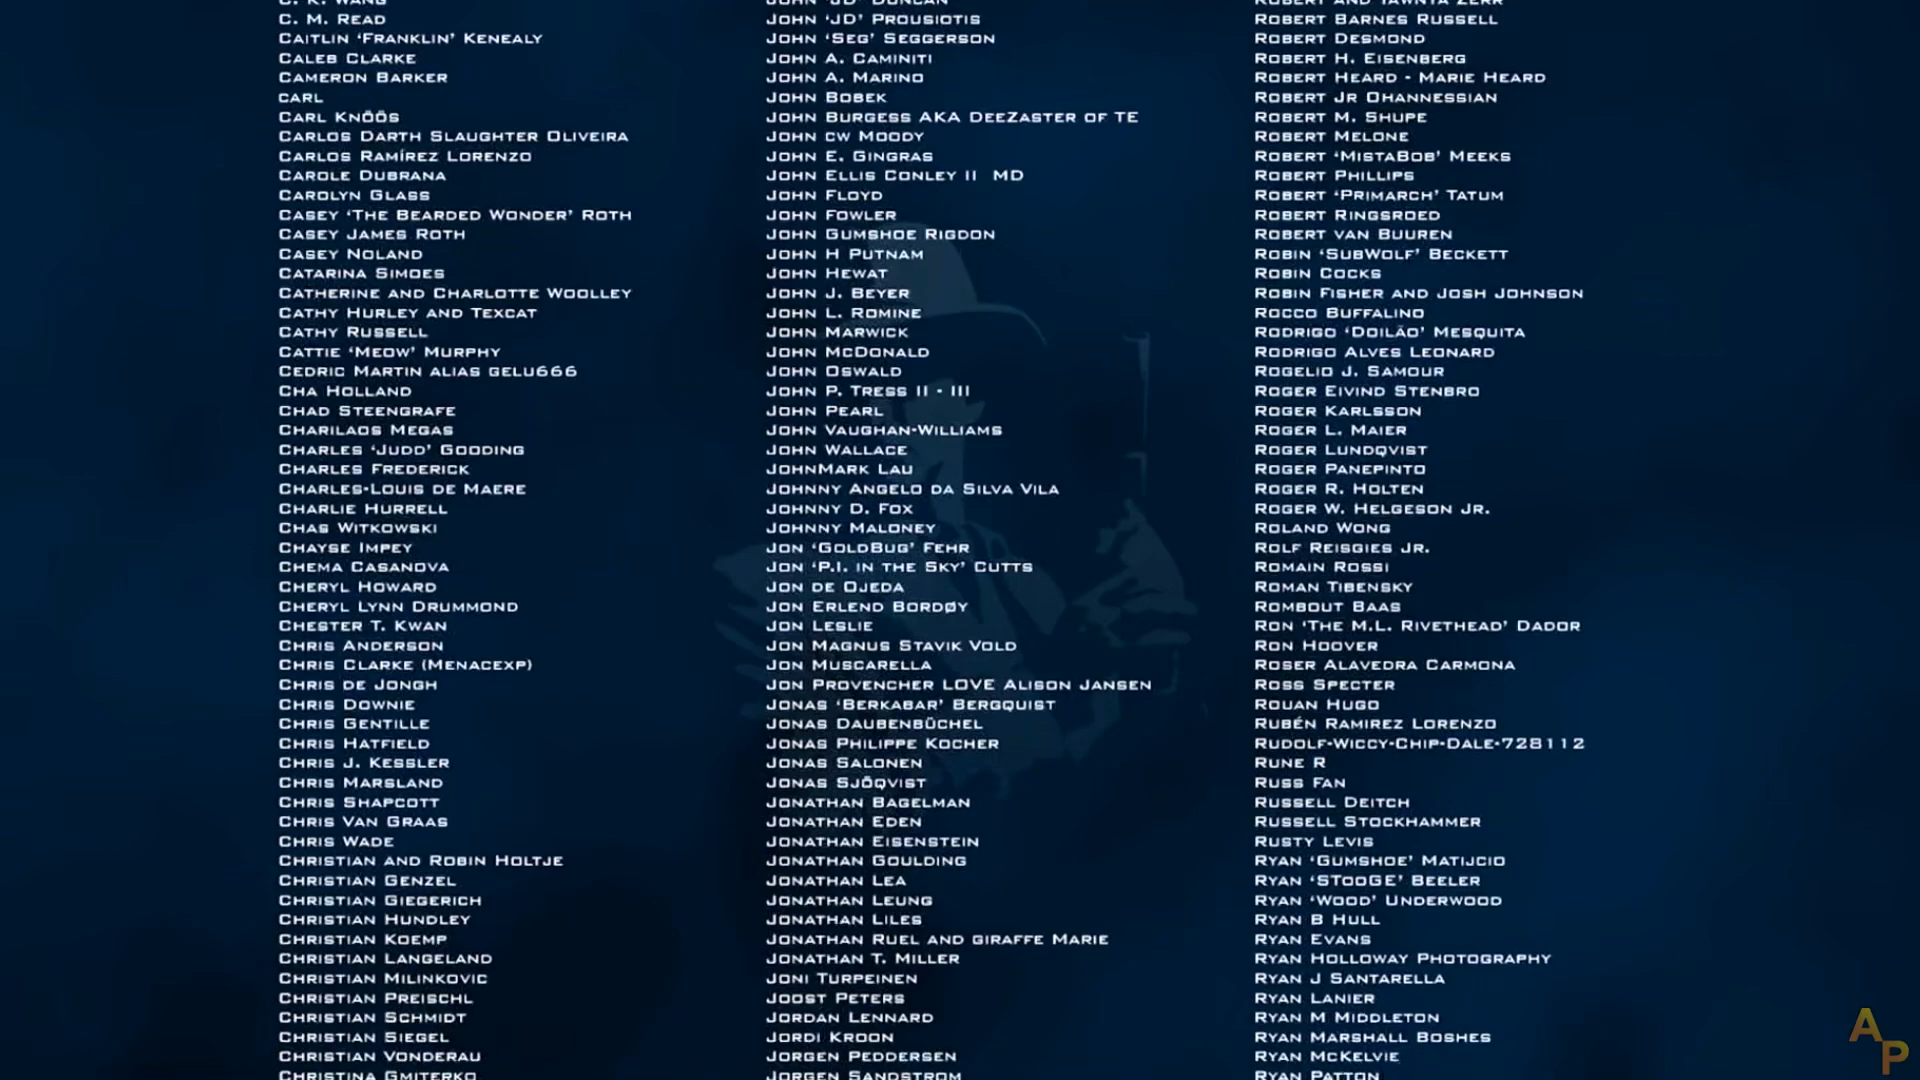 C. K. Wang
C. M. Read
Caitlin ‘Franklin’ Kenealy
Caleb Clarke
Cameron Barker
carl
Carl Knöös
Carlos Darth Slaughter Oliveira
Carlos Ramírez Lorenzo
Carole Dubrana
Carolyn Glass
Casey ‘The Bearded Wonder’ Roth
Casey James Roth
Casey Noland
Catarina Simoes
Catherine and Charlotte Woolley
Cathy Hurley and Texcat
Cathy Russell
Cattie ‘Meow’ Murphy
Cedric Martin alias gelu666
Cha Holland
Chad Steengrafe
Charilaos Megas
Charles ‘Judd’ Gooding
Charles Frederick
Charles-Louis de Maere
Charlie Hurrell
Chas Witkowski
Chayse Impey
Chema Casanova
Cheryl Howard
Cheryl Lynn Drummond
Chester T. Kwan
Chris Anderson
Chris Clarke (Menacexp)
Chris de Jongh
Chris Downie
Chris Gentille
Chris Hatfield
Chris J. Kessler
Chris Marsland
Chris Shapcott
Chris Van Graas
Chris Wade
Christian and Robin Holtje
Christian Genzel
Christian Giegerich
Christian Hundley
Christian Koemp
Christian Langeland
Christian Milinkovic
Christian Preischl
Christian Schmidt
Christian Siegel
Christian Vonderau
Christina Gmiterko
John ‘JD’ Duncan
John ‘JD’ Prousiotis
John ‘Seg’ Seggerson
John A. Caminiti
John A. Marino
John Bobek
John Burgess AKA DeeZaster of TE
John cw Moody
John E. Gingras
John Ellis Conley II MD
John Floyd
John Fowler
John Gumshoe Rigdon
John H Putnam
John Hewat
John J. Beyer
John L. Romine
John Marwick
John McDonald
John Oswald
John P. Tress II - III
John Pearl
John Vaughan-Williams
John Wallace
JohnMark Lau
Johnny Angelo da Silva Vila
Johnny D. Fox
Johnny Maloney
Jon ‘GoldBug’ Fehr
Jon ‘P.I. in the Sky’ Cutts
Jon de Ojeda
Jon Erlend Bordøy
Jon Leslie
Jon Magnus Stavik Vold
Jon Muscarella
Jon Provencher LOVE Alison Jansen
Jonas ‘Berkabar’ Bergquist
Jonas Daubenbüchel
Jonas Philippe Kocher
Jonas Salonen
Jonas Sjöqvist
Jonathan Bagelman
Jonathan Eden
Jonathan Eisenstein
Jonathan Goulding
Jonathan Lea
Jonathan Leung
Jonathan Liles
Jonathan Ruel and giraffe Marie
Jonathan T. Miller
Joni Turpeinen
Joost Peters
Jordan Lennard
Jordi Kroon
Jorgen Peddersen
Jorgen Sandstrom
Robert and Tawnya Zerr
Robert Barnes Russell
Robert Desmond
Robert H. Eisenberg
Robert Heard - Marie Heard
Robert Jr Ohannessian
Robert M. Shupe
Robert Melone
Robert ‘MistaBob’ Meeks
Robert Phillips
Robert ‘Primarch’ Tatum
Robert Ringsroed
Robert van Buuren
Robin ‘SubWolf’ Beckett
Robin Cocks
Robin Fisher and Josh Johnson
Rocco Buffalino
Rodrigo ‘Doilão’ Mesquita
Rodrigo Alves Leonard
Rogelio J. Samour
Roger Eivind Stenbro
Roger Karlsson
Roger L. Maier
Roger Lundqvist
Roger Panepinto
Roger R. Holten
Roger W. Helgeson Jr.
Roland Wong
Rolf Reisgies Jr.
Romain Rossi
Roman Tibensky
Rombout Baas
Ron ‘The M.L. Rivethead’ Dador
Ron Hoover
Roser Alavedra Carmona
Ross Specter
Rouan Hugo
Rubén Ramirez Lorenzo
Rudolf-Wiccy-Chip-Dale-728112
Rune R
Russ Fan
Russell Deitch
Russell Stockhammer
Rusty Levis
Ryan ‘Gumshoe’ Matijcio
Ryan ‘STooGE’ Beeler
Ryan ‘Wood’ Underwood
Ryan B Hull
Ryan Evans
Ryan Holloway Photography
Ryan J Santarella
Ryan Lanier
Ryan M Middleton
Ryan Marshall Boshes
Ryan McKelvie
Ryan Patton
AP